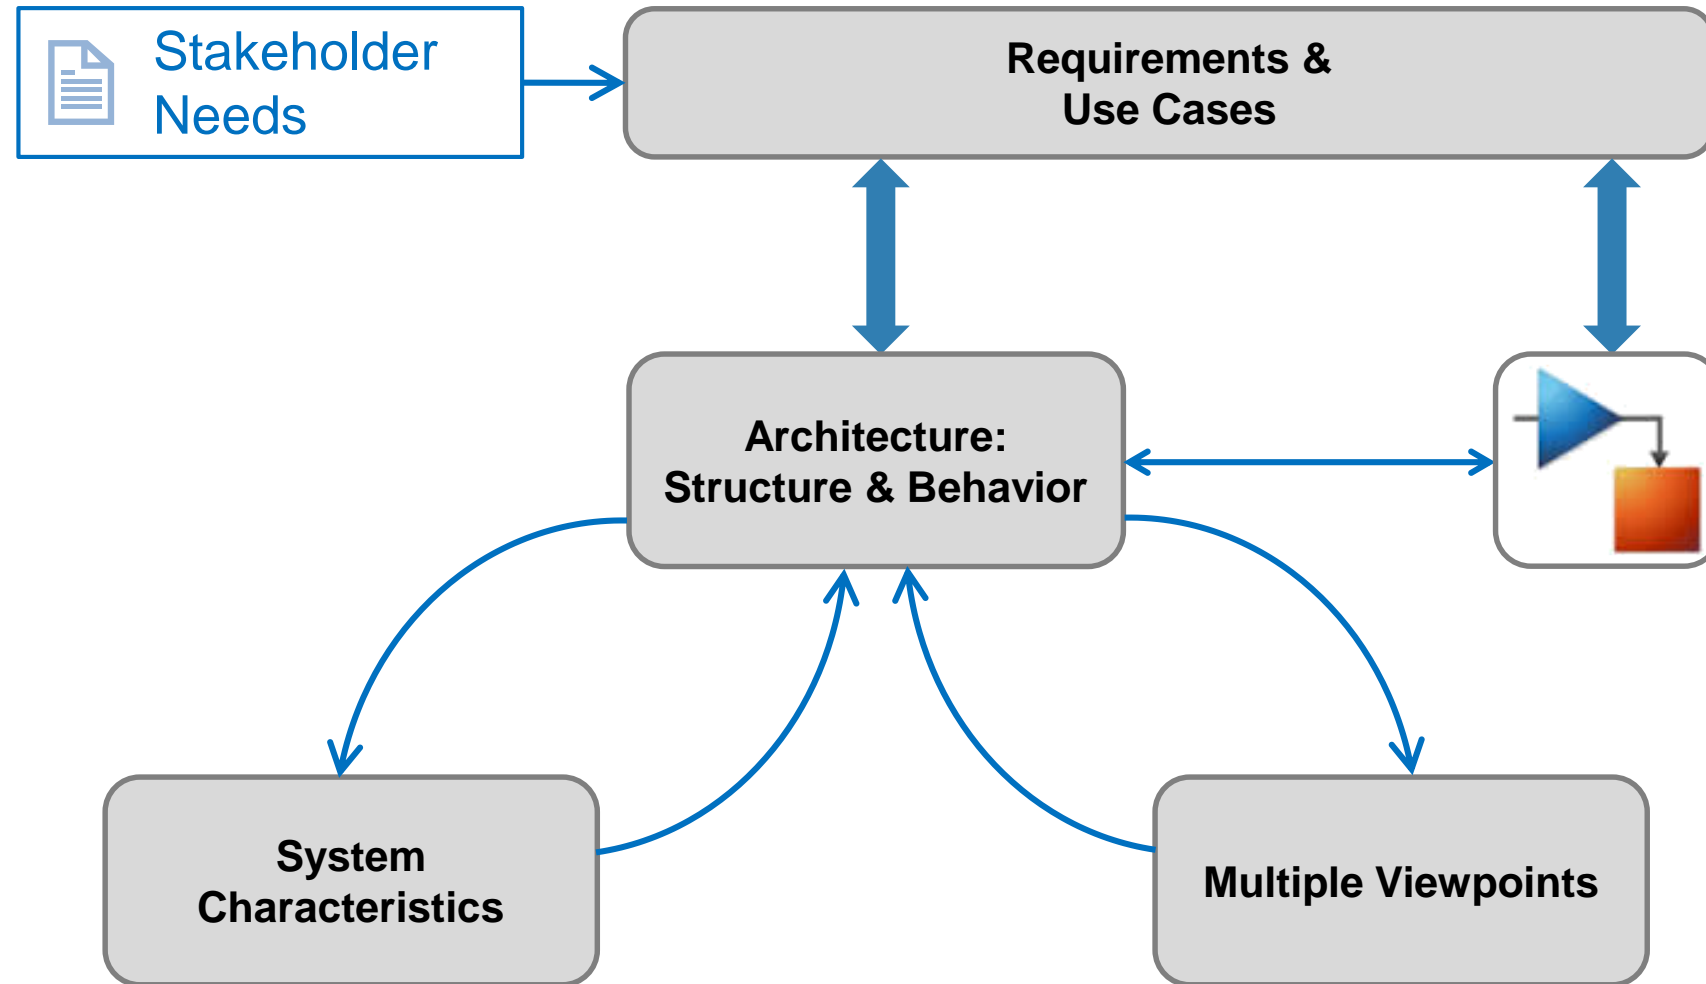 Stakeholder
Needs
Requirements &
Use Cases
Architecture:
Structure & Behavior
System
Characteristics
Multiple Viewpoints